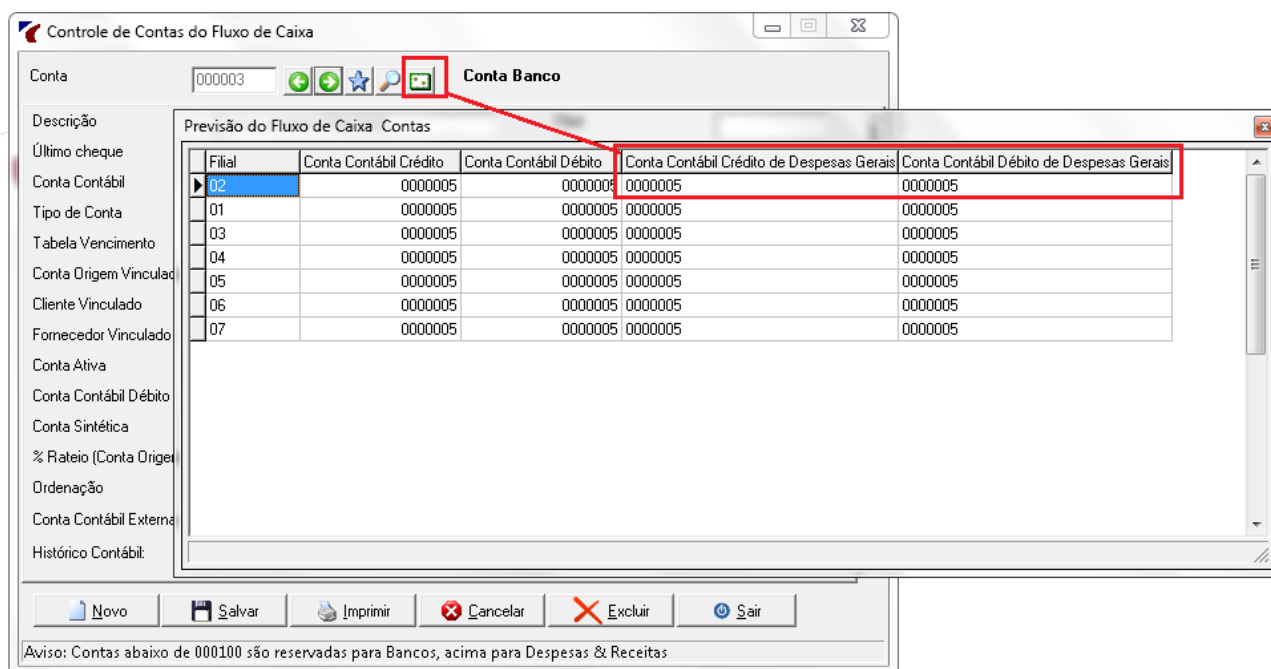 Controle de Contas do Fluxo de Caixa
Conta 000003 Conta Banco
Descrição
Previsão do Fluxo de Caixa Contas
Último cheque
Filial Conta Contábil Crédito Conta Contábil Débito Conta Contábil Crédito de Despesas Gerais Conta Contábil Débito de Despesas Gerais
Conta Contábil
02 0000005 0000005 0000005 0000005
Tipo de Conta
01 0000005 0000005 0000005 0000005
Tabela Vencimento
03 0000005 0000005 0000005 0000005
04 0000005 0000005 0000005 0000005
Conta Origem Vinculad
05 0000005 0000005 0000005 0000005
Cliente Vinculado
06 0000005 0000005 0000005 0000005
Fornecedor Vinculado
07 0000005 0000005 0000005 0000005
Conta Ativa
Conta Contábil Débito
Conta Sintética
% Rateio (Conta Orige
Ordenação
Conta Contábil Externa
Histórico Contábil:
Novo Salvar Imprimir Cancelar Excluir Sair
Aviso: Contas abaixo de 000100 são reservadas para Bancos, acima para Despesas & Receitas